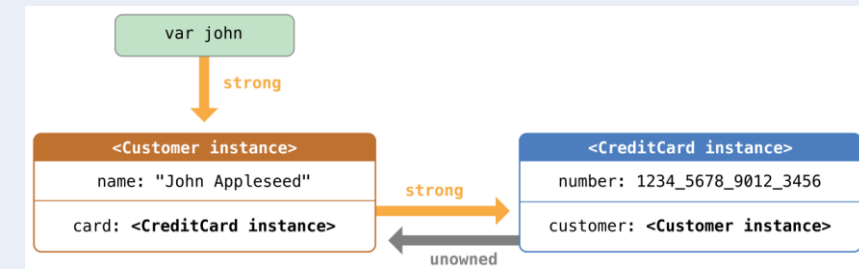 var john
strong
<Customer instance>
name: "John Appleseed"
card: <CreditCard instance>
strong
unowned
<CreditCard instance>
number: 1234_5678_9012_3456
customer: <Customer instance>